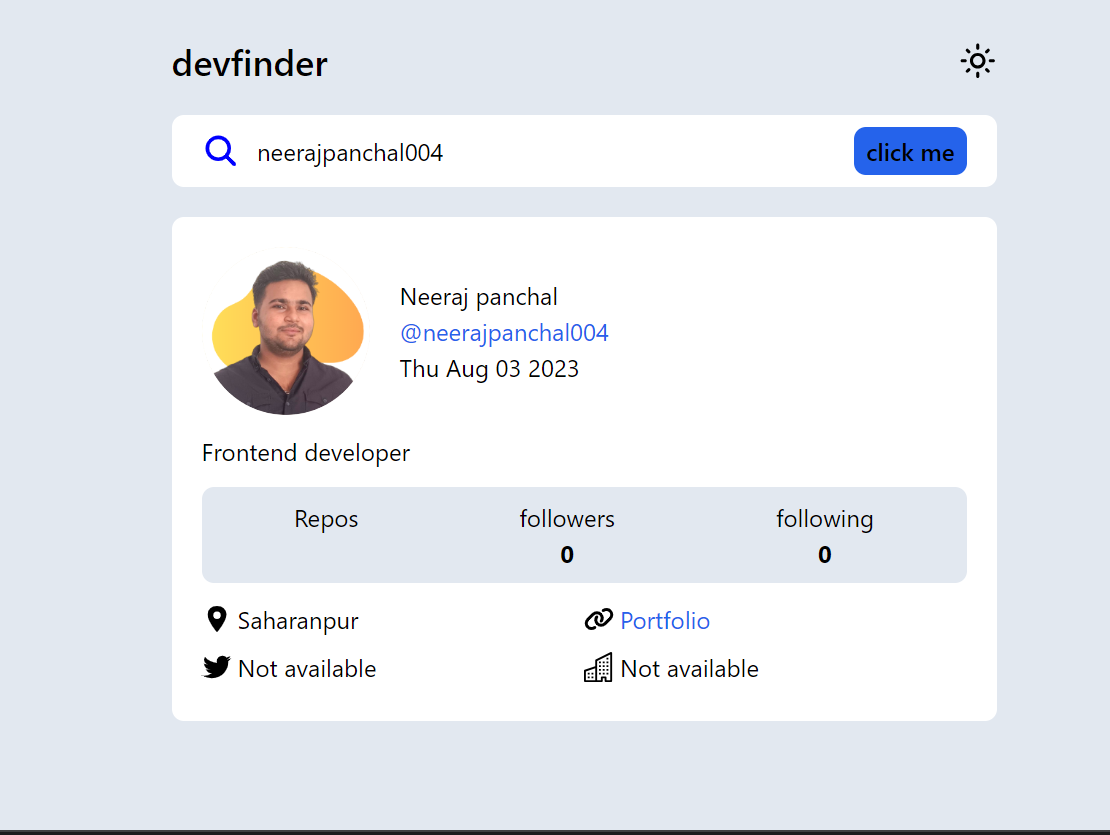 devfinder
neerajpanchal004 click me
Neeraj panchal
@neerajpanchal004
Thu Aug 03 2023
Frontend developer
Repos followers following
0 0
Saharanpur Portfolio
Not available Not available